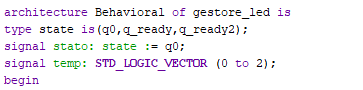 architecture Behavioral of gestore_led is
type state is(q0,q_ready,q_ready2);
signal stato: state := q0;
signal temp: STD_LOGIC_VECTOR (0 to 2);
begin